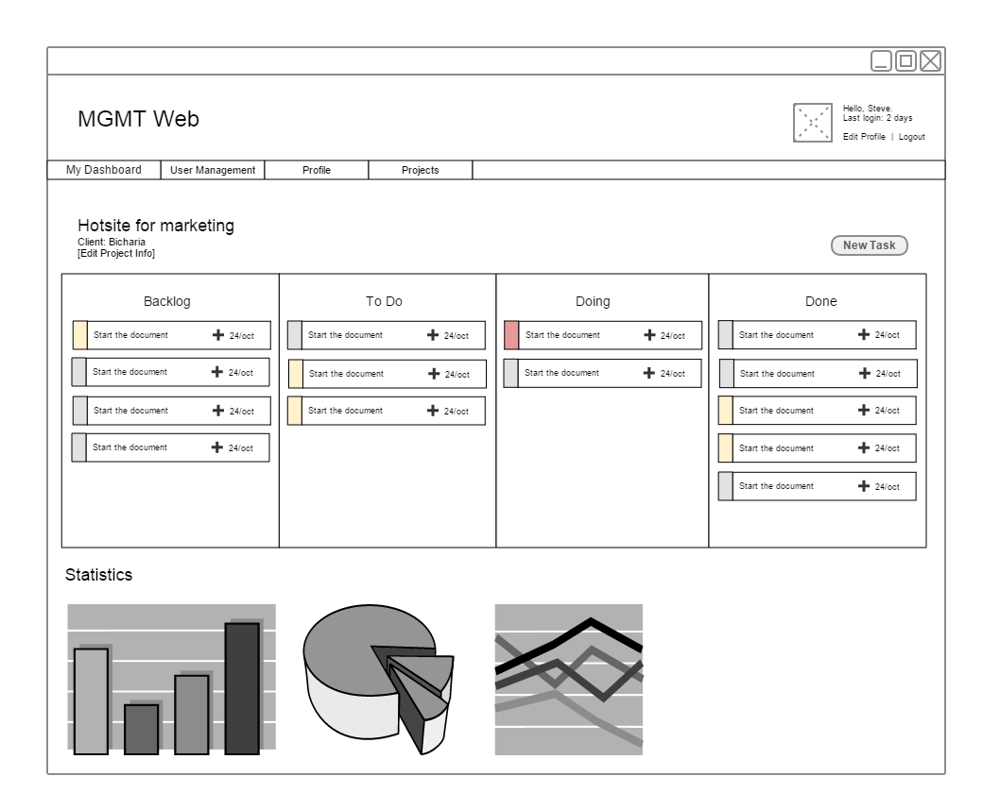 MGMT Web
Hello, Steve.
Last login: 2 days
Edit Profile | Logout
My Dashboard User Management Profile Projects
Hotsite for marketing
Client: Bicharia
[Edit Project Info]
New Task
Backlog
Start the document 24/oct
Start the document 24/oct
Start the document 24/oct
Start the document 24/oct
To Do
Start the document 24/oct
Start the document 24/oct
Start the document 24/oct
Doing
Start the document 24/oct
Start the document 24/oct
Done
Start the document 24/oct
Start the document 24/oct
Start the document 24/oct
Start the document 24/oct
Start the document 24/oct
Statistics